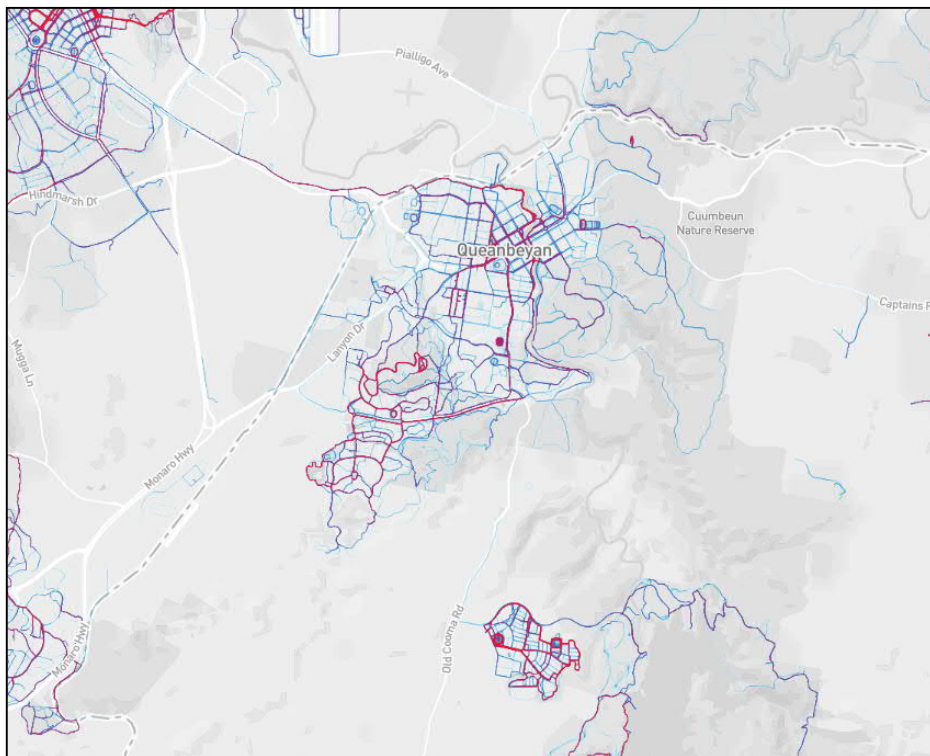 Pialligo Ave
Hindmarsh Dr
Cuumbeun
Nature Reserve
Queanbeyan
Captains F
Lanyon Dr
Mugga Ln
Monaro Hwy
Old Cooma Rd
Monaro Hwy